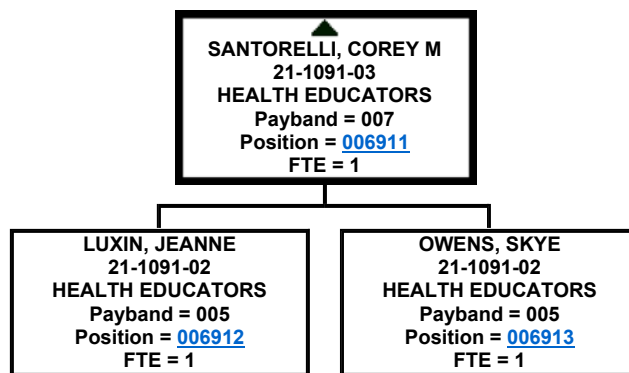 SANTORELLI, COREY M
21-1091-03
HEALTH EDUCATORS
Payband = 007
Position = 006911
FTE = 1
LUXIN, JEANNE
21-1091-02
HEALTH EDUCATORS
Payband = 005
Position = 006912
FTE = 1
OWENS, SKYE
21-1091-02
HEALTH EDUCATORS
Payband = 005
Position = 006913
FTE = 1